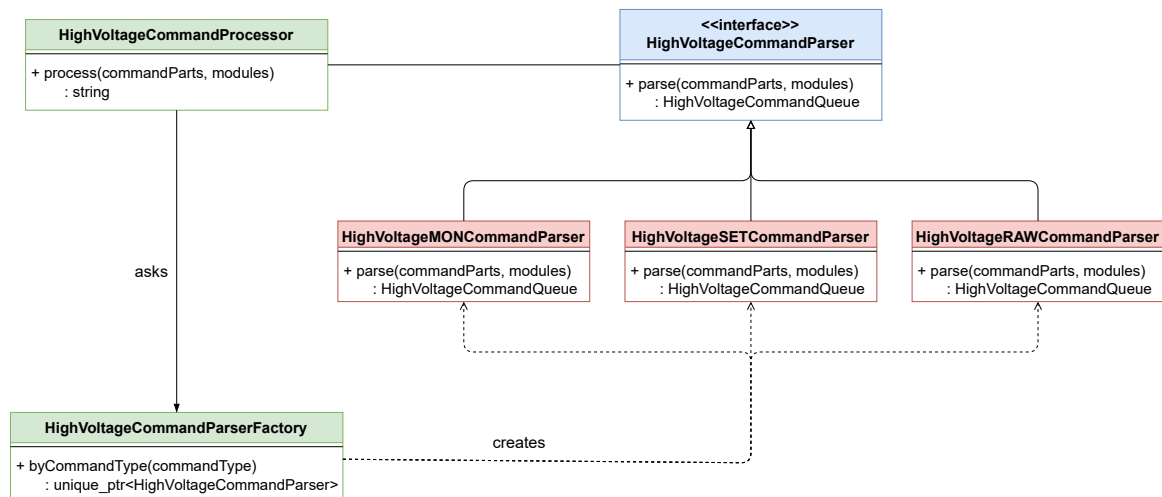 HighVoltageCommandProcessor
+ process(commandParts, modules)
: string
<<interface>>
HighVoltageCommandParser
+ parse(commandParts, modules)
: HighVoltageCommandQueue
HighVoltageMONCommandParser
+ parse(commandParts, modules)
: HighVoltageCommandQueue
HighVoltageSETCommandParser
+ parse(commandParts, modules)
: HighVoltageCommandQueue
HighVoltageRAWCommandParser
+ parse(commandParts, modules)
: HighVoltageCommandQueue
asks
HighVoltageCommandParserFactory
+ byCommandType(commandType)
: unique_ptr<HighVoltageCommandParser>
creates